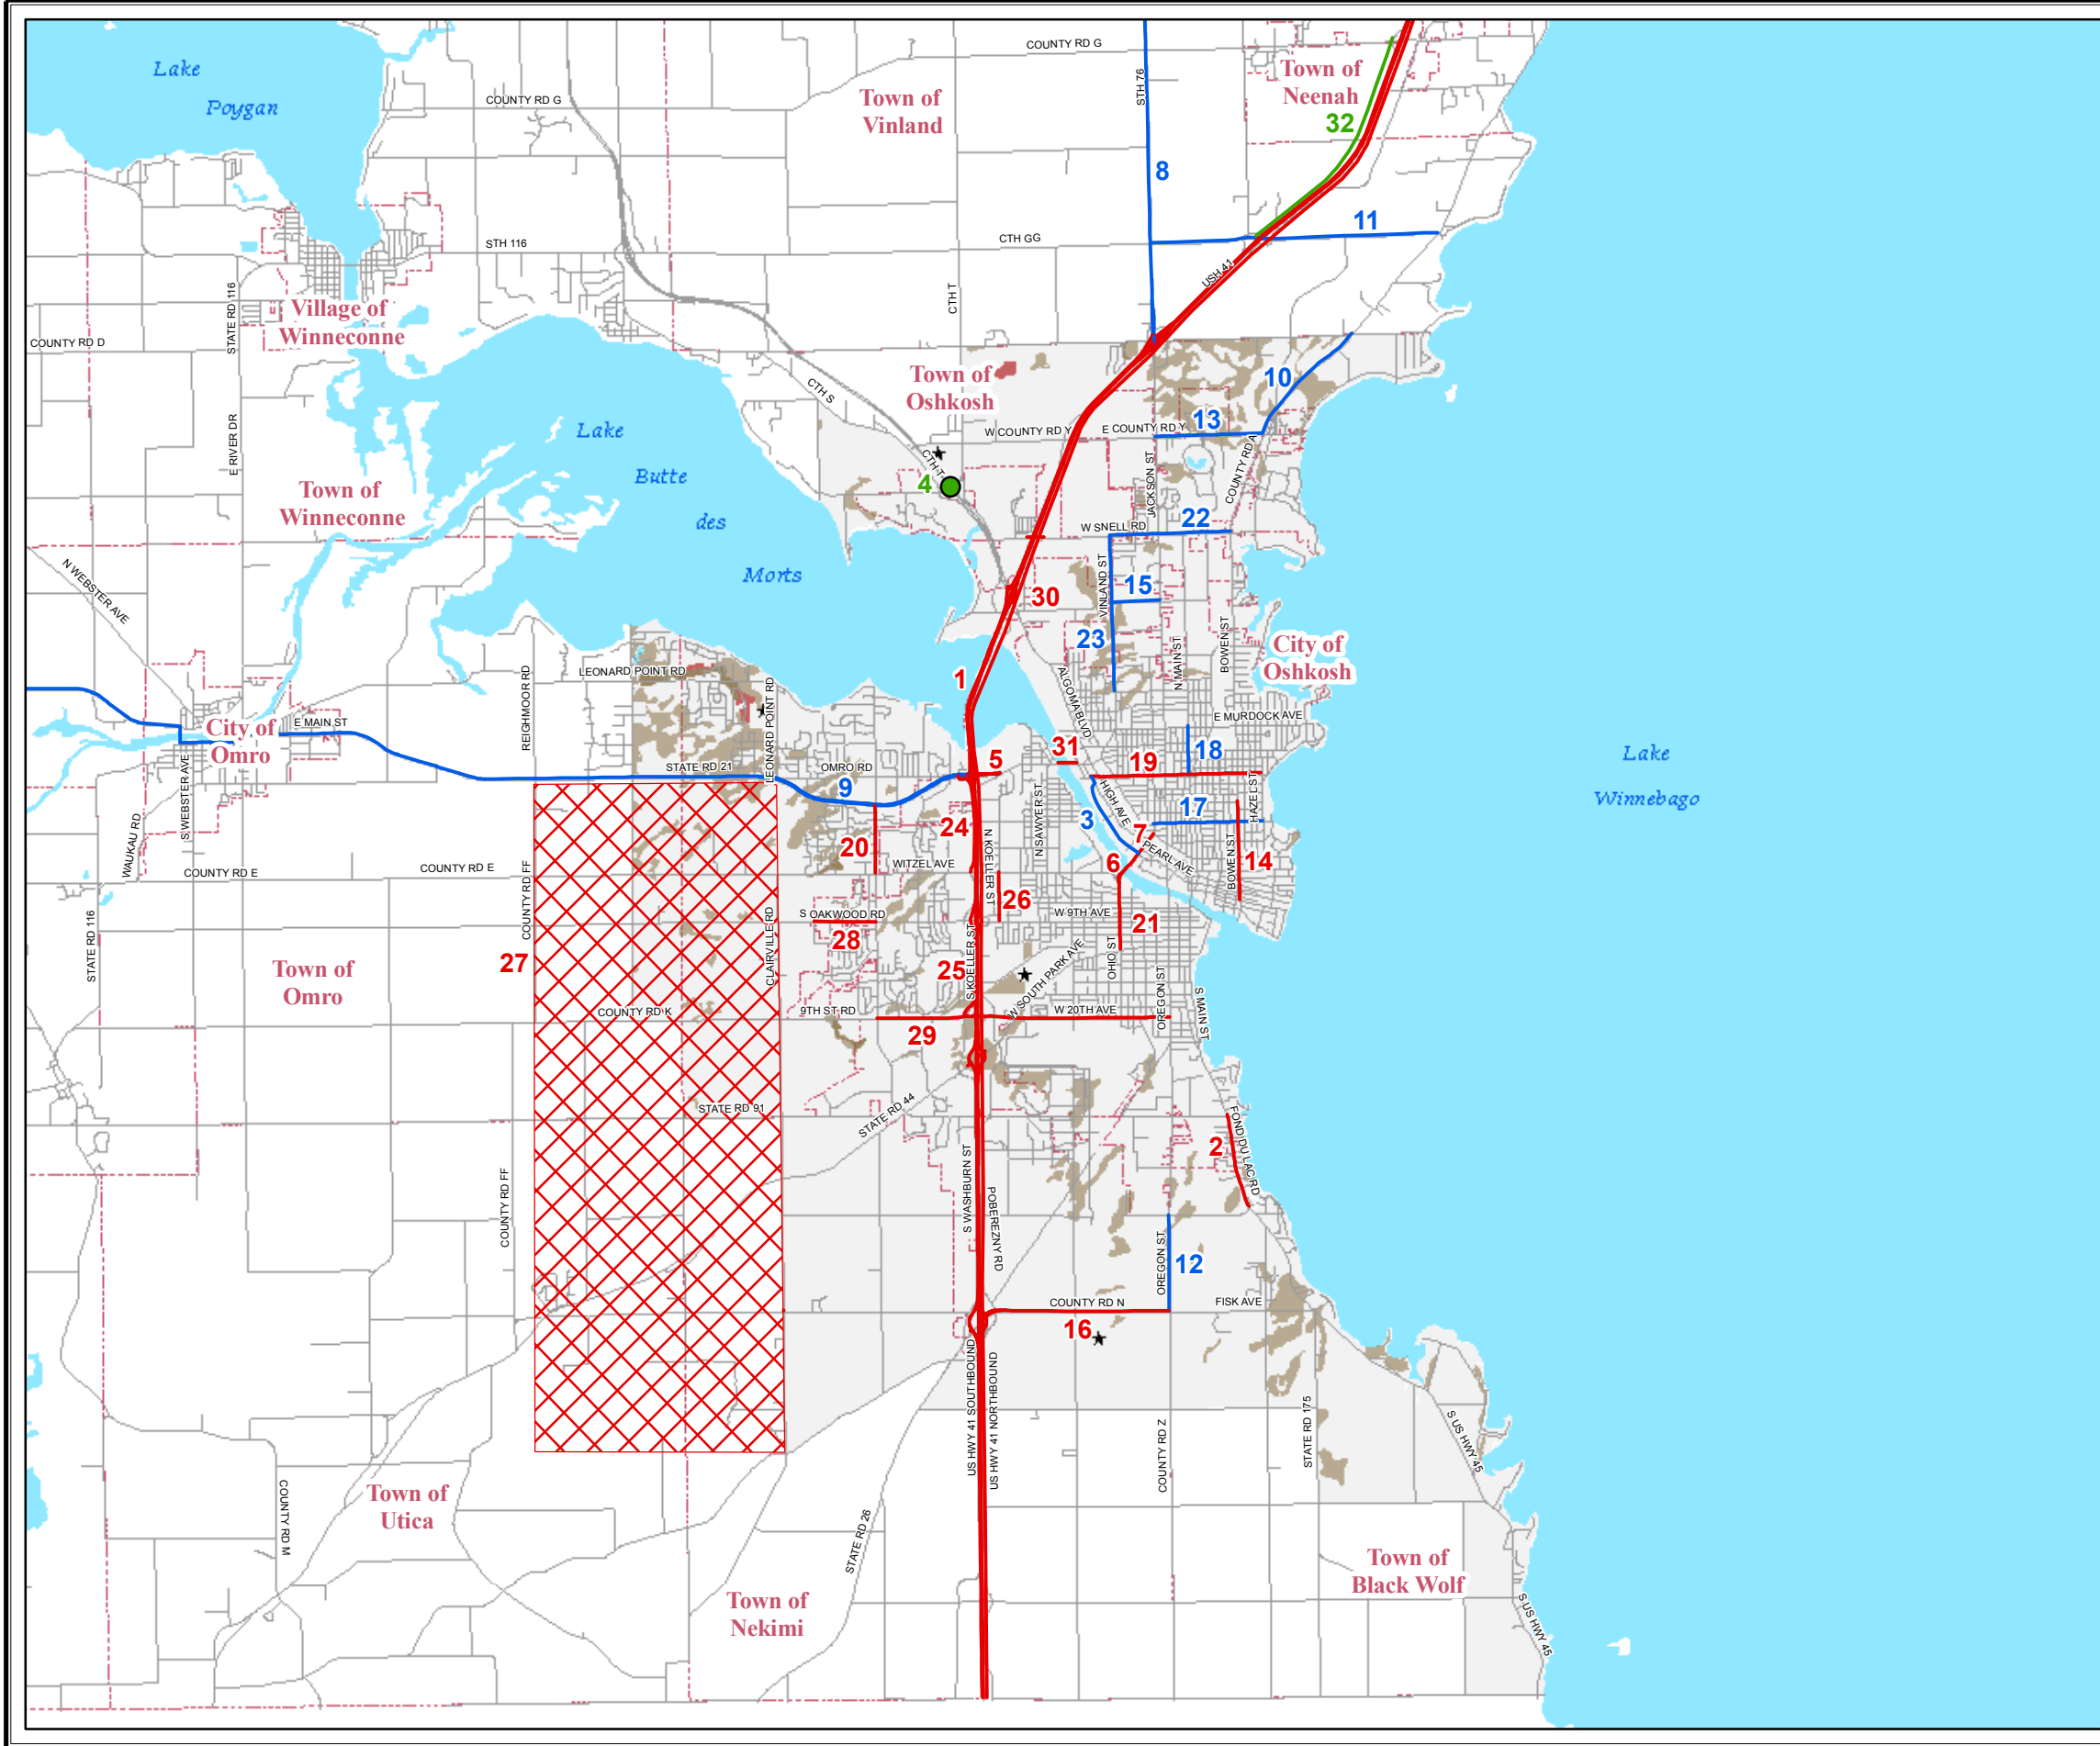 COUNTY RD G
Lake
Poygan
STH 76
Town of
Neenah
COUNTY RD G
Town of
Vinland
32
8
11
STH 116
CTH GG
USH 41
STATE RD 116
CTH T
Village of
Winneconne
COUNTY RD D
Town of
Oshkosh
CTH S
10
13
W COUNTY RD Y
E COUNTY RD Y
E RIVER DR
Lake
Butte
des
Morts
CTH T
4
JACKSON ST
COUNTY RD A
Town of
Winneconne
22
W SNELL RD
N WEBSTER AVE
30
VINLAND ST
15
23
N MAIN ST
BOWEN ST
City of
Oshkosh
LEONARD POINT RD
REIGHMOOR RD
LEONARD POINT RD
1
ALGOMA BLVD
E MURDOCK AVE
City of
Omro
E MAIN ST
31
18
Lake
Winnebago
STATE RD 21
OMRO RD
5
19
9
HIGH AVE
17
HAZEL ST
S WEBSTER AVE
WAUKAU RD
24
N KOELLER ST
N SAWYER ST
3
7
20
PEARL AVE
BOWEN ST
14
COUNTY RD E
COUNTY RD E
WITZEL AVE
6
COUNTY RD FF
26
S OAKWOOD RD
W 9TH AVE
21
28
CLAIRVILLE RD
STATE RD 116
27
Town of
Omro
25
S KOELLER ST
W SOUTH PARK AVE
OHIO ST
OREGON ST
S MAIN ST
COUNTY RD K
9TH ST RD
W 20TH AVE
29
STATE RD 91
STATE RD 44
2
FOND DU LAC RD
COUNTY RD FF
S WASHBURN ST
POBEREZNY RD
OREGON ST
12
COUNTY RD N
FISK AVE
16
US HWY 41 SOUTHBOUND
US HWY 41 NORTHBOUND
COUNTY RD Z
STATE RD 175
S US HWY 45
COUNTY RD M
Town of
Utica
STATE RD 26
Town of
Nekimi
Town of
Black Wolf
S US HWY 45